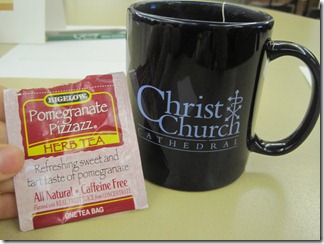 BIGELOW
Pomegranate
Pizzazz
HERB TEA
Refreshing sweet and
tart taste of pomegranate
All Natural • Caffeine Free
ONE TEA BAG
Christ
Church
CATHEDRAL